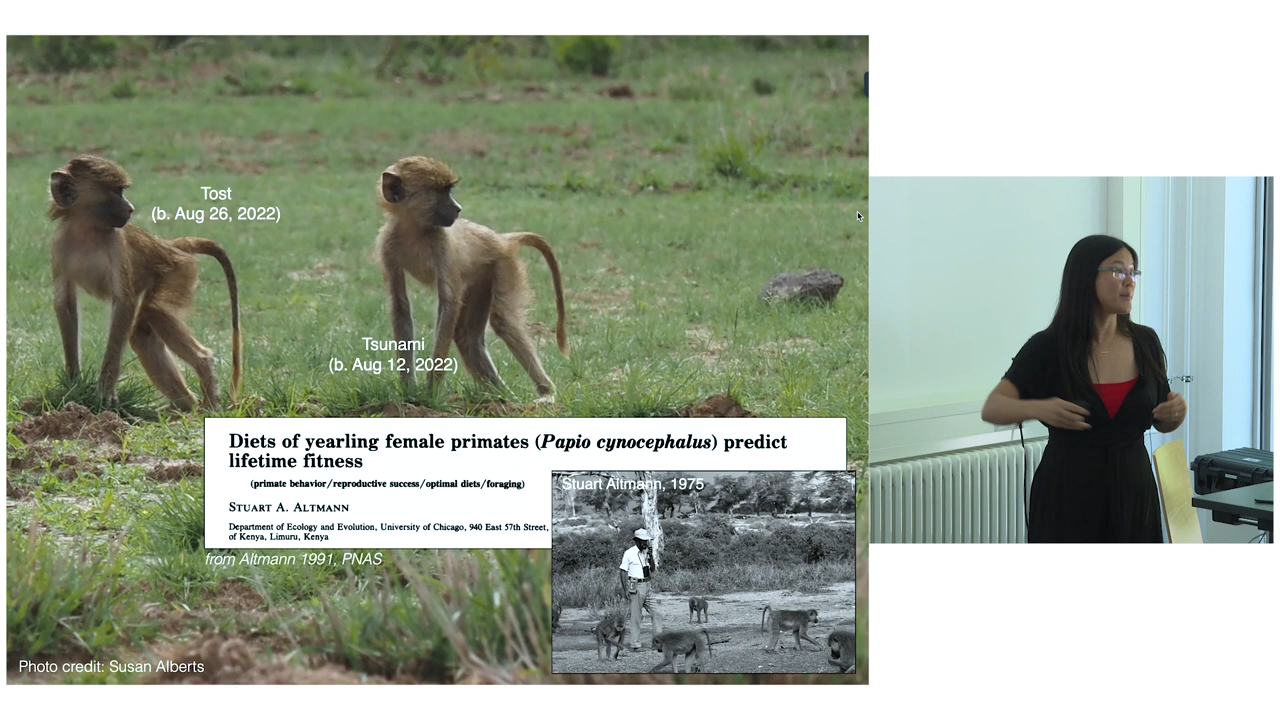 Tost
(b. Aug 26, 2022)
Tsunami
(b. Aug 12, 2022)
Diets of yearling female primates (Papio cynocephalus) predict
lifetime fitness
(primate behavior/reproductive success/optimal diets/foraging)
STUART A. ALTMANN
Department of Ecology and Evolution, University of Chicago, 940 East 57th Street,
of Kenya, Limuru, Kenya
Stuart Altmann, 1975
from Altmann 1991, PNAS
Photo credit: Susan Alberts